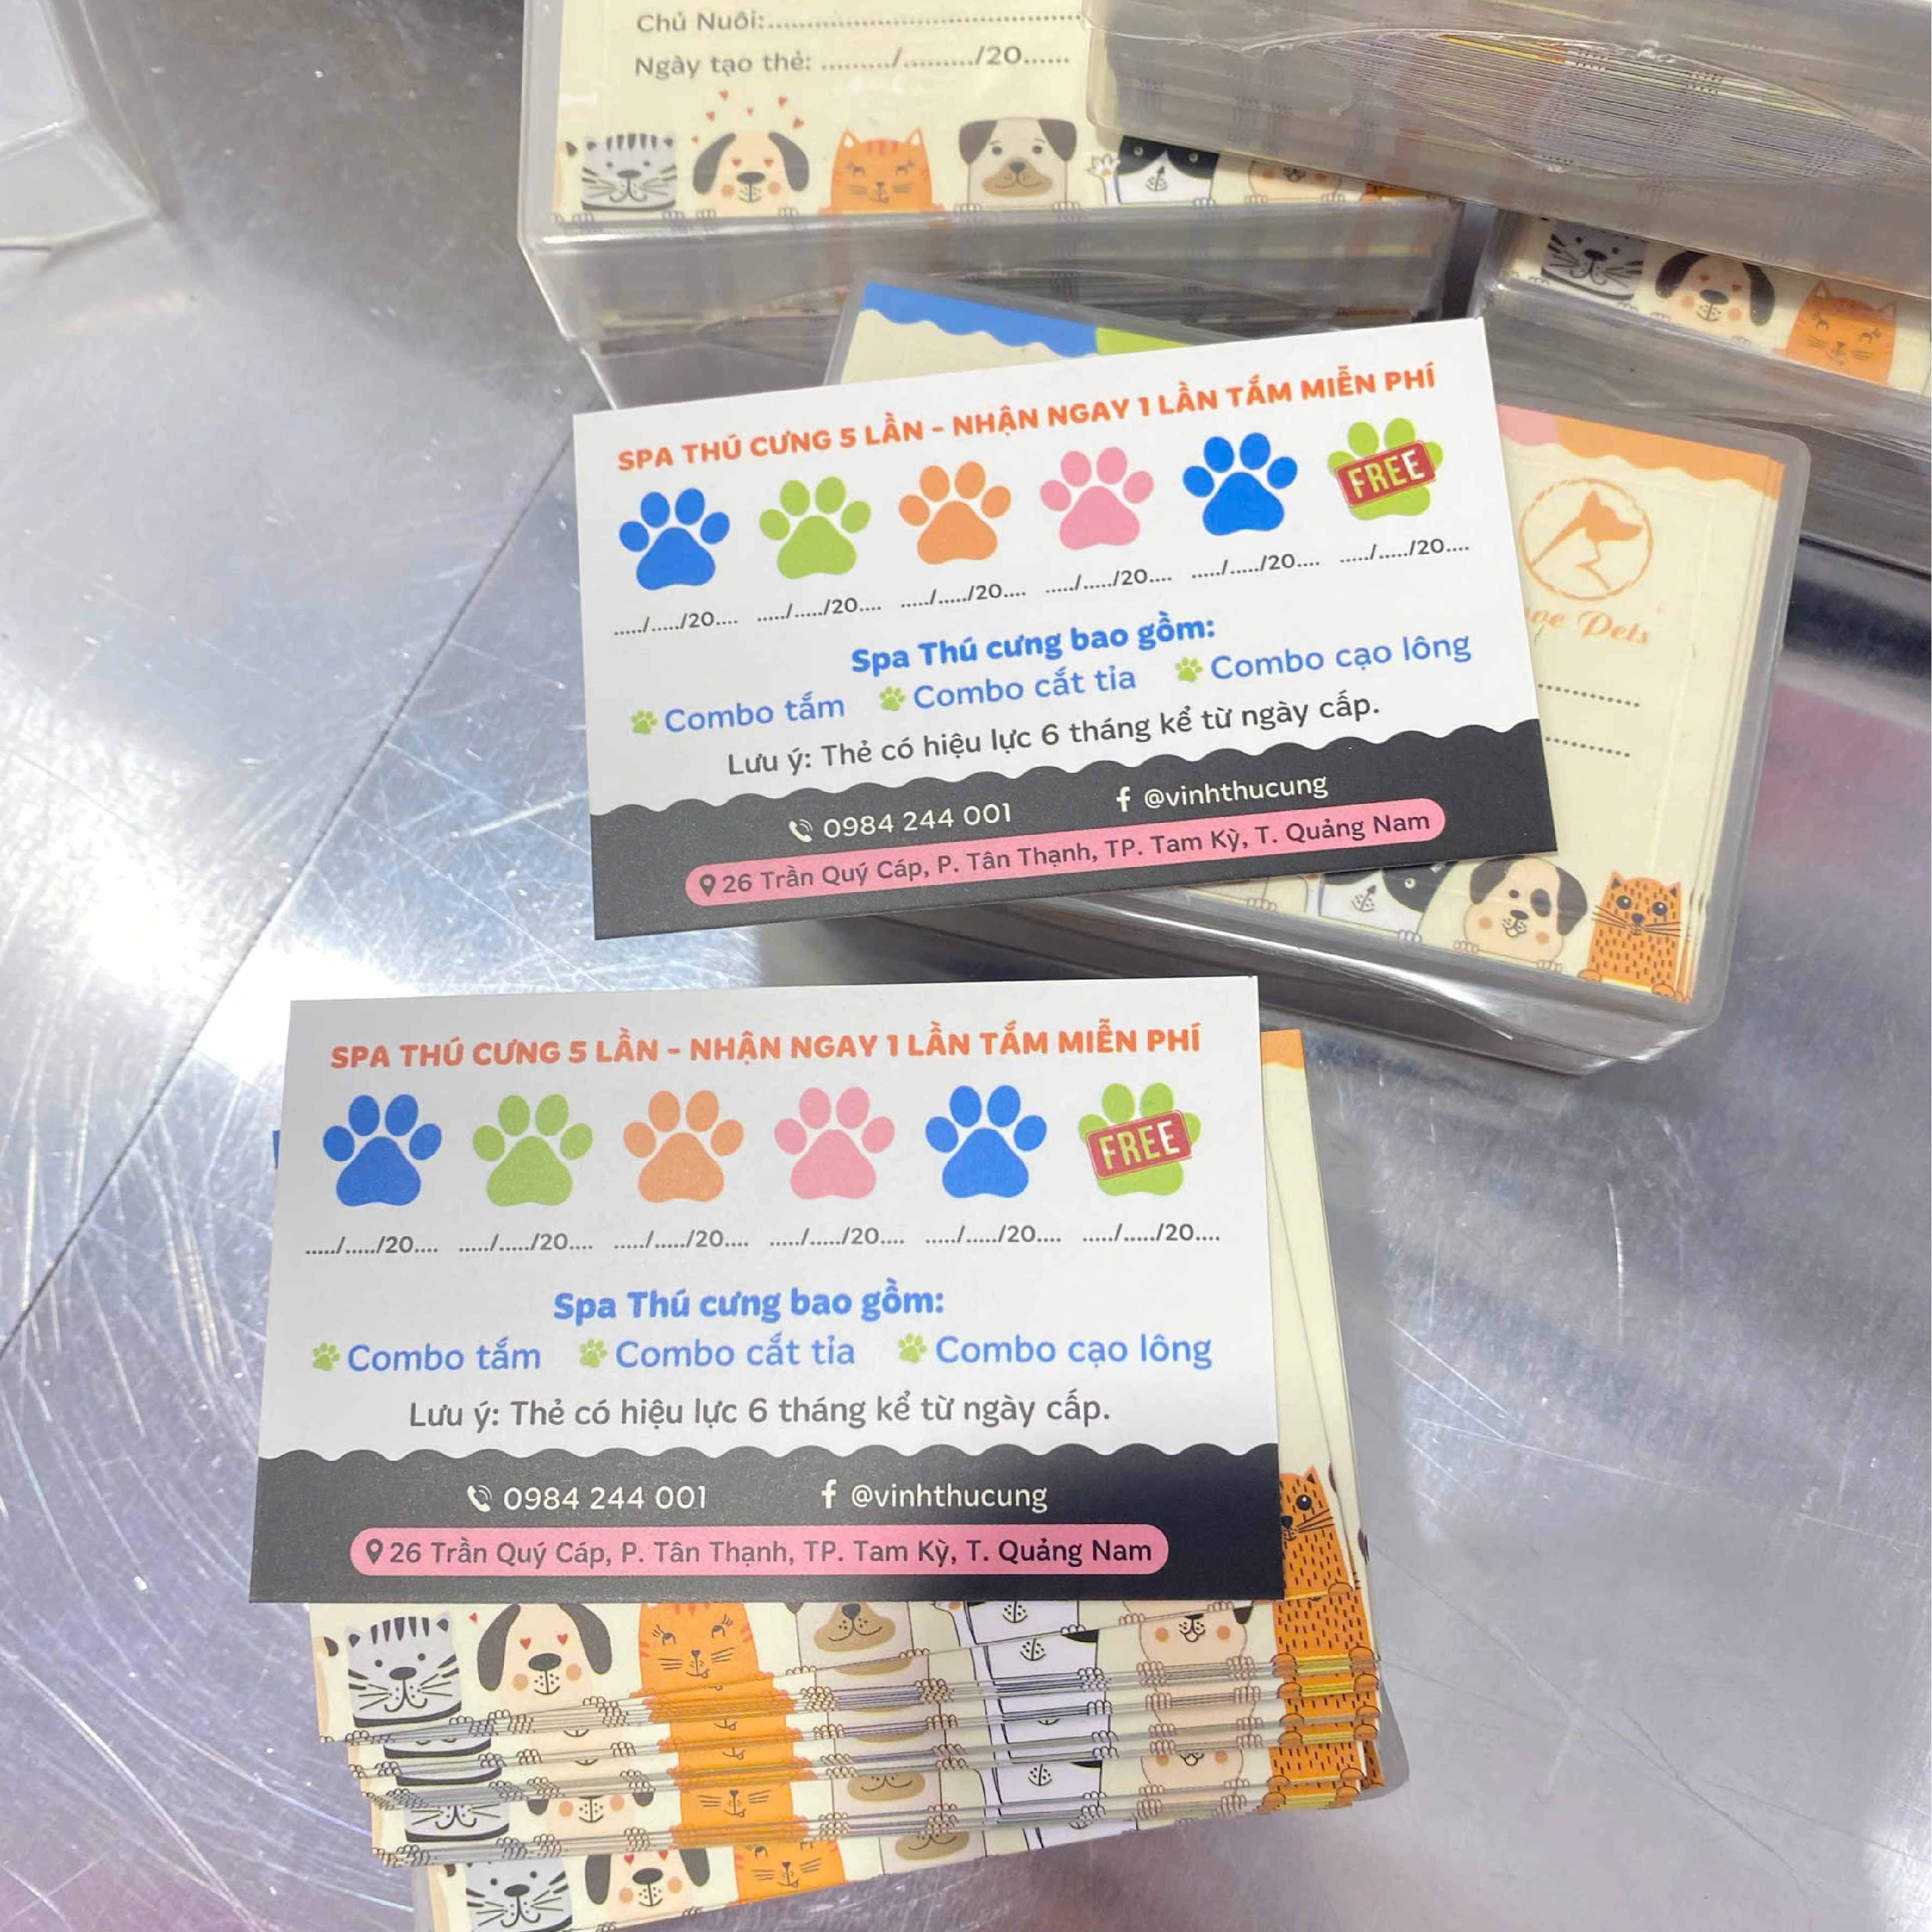 Chủ Nuôi:..........................................
Ngày tạo thẻ: ........./........./20......
SPA THÚ CƯNG 5 LẦN - NHẬN NGAY 1 LẦN TẮM MIỄN PHÍ
FREE
...../...../20.... ...../...../20.... ...../...../20.... ...../...../20.... ...../...../20.... ...../...../20....
Spa Thú cưng bao gồm:
Combo tắm Combo cắt tỉa Combo cạo lông
Lưu ý: Thẻ có hiệu lực 6 tháng kể từ ngày cấp.
0984 244 001 @vinhthucung
26 Trần Quý Cáp, P. Tân Thạnh, TP. Tam Kỳ, T. Quảng Nam
Pets
SPA THÚ CƯNG 5 LẦN - NHẬN NGAY 1 LẦN TẮM MIỄN PHÍ
FREE
...../...../20.... ...../...../20.... ...../...../20.... ...../...../20.... ...../...../20.... ...../...../20....
Spa Thú cưng bao gồm:
Combo tắm Combo cắt tỉa Combo cạo lông
Lưu ý: Thẻ có hiệu lực 6 tháng kể từ ngày cấp.
0984 244 001 @vinhthucung
26 Trần Quý Cáp, P. Tân Thạnh, TP. Tam Kỳ, T. Quảng Nam